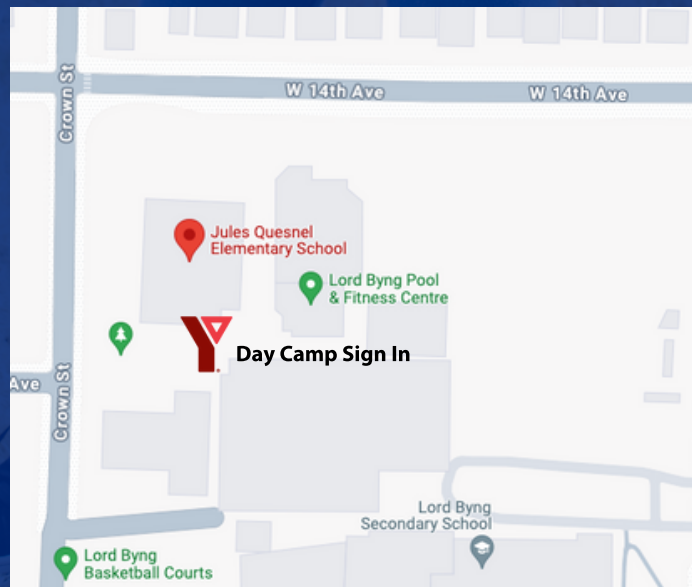 Crown St
W 14th Ave
W 14th Ave
Jules Quesnel
Elementary School
Lord Byng Pool
& Fitness Centre
Y
Day Camp Sign In
Ave
Crown St
Lord Byng
Secondary School
Lord Byng
Basketball Courts